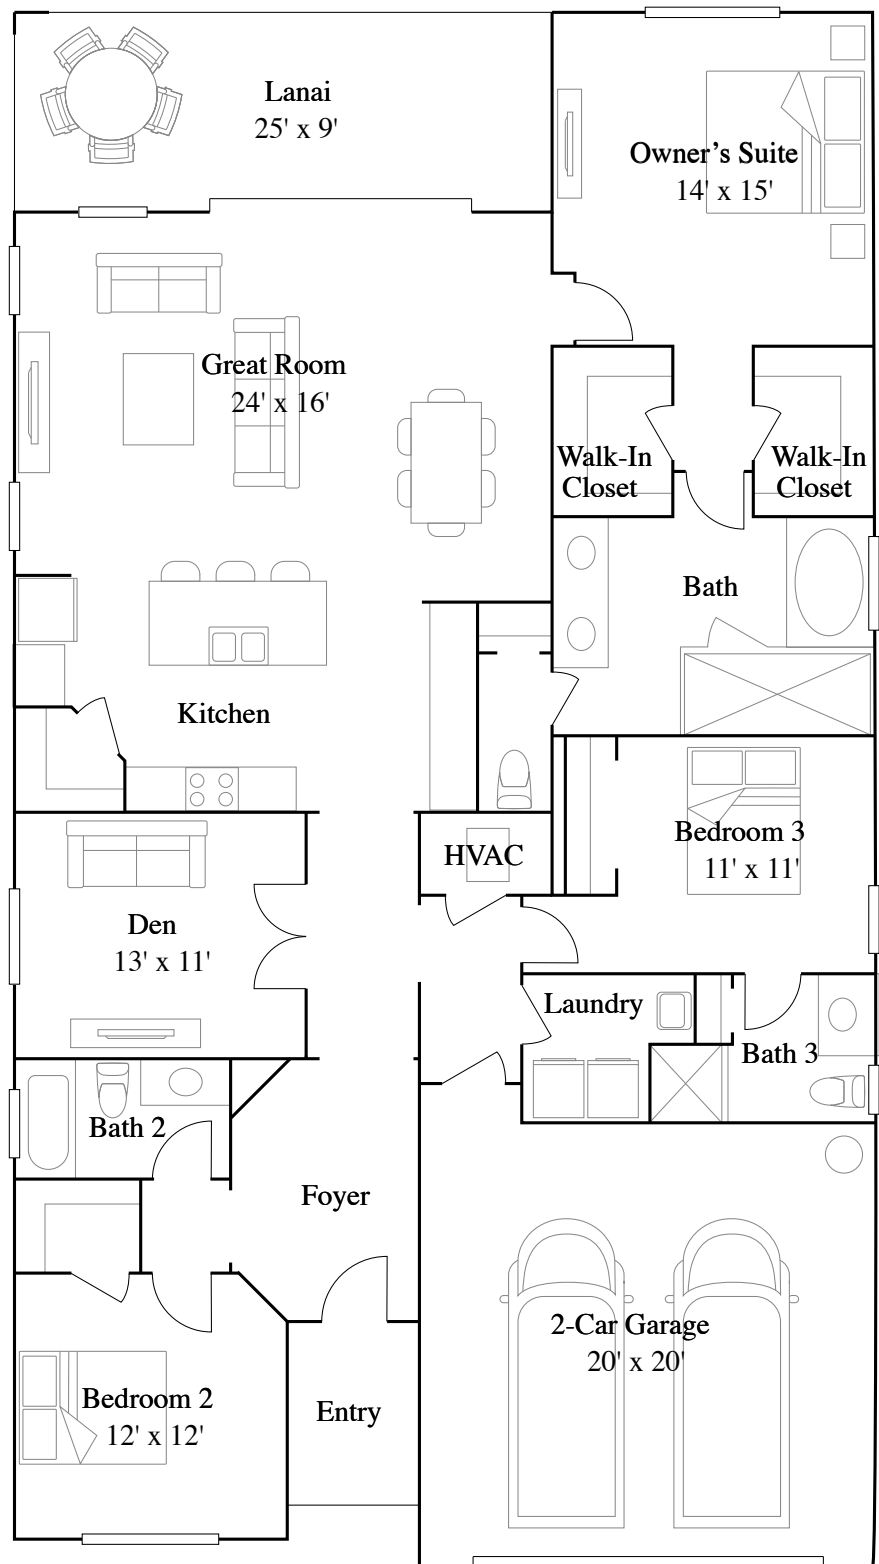 Lanai
25' x 9'
Owner’s Suite
14' x 15'
Great Room
24' x 16'
Walk-In
Closet
Walk-In
Closet
Bath
Kitchen
Bedroom 3
11' x 11'
HVAC
Den
13' x 11'
Laundry
Bath 3
Bath 2
Foyer
2-Car Garage
20' x 20'
Bedroom 2
12' x 12'
Entry